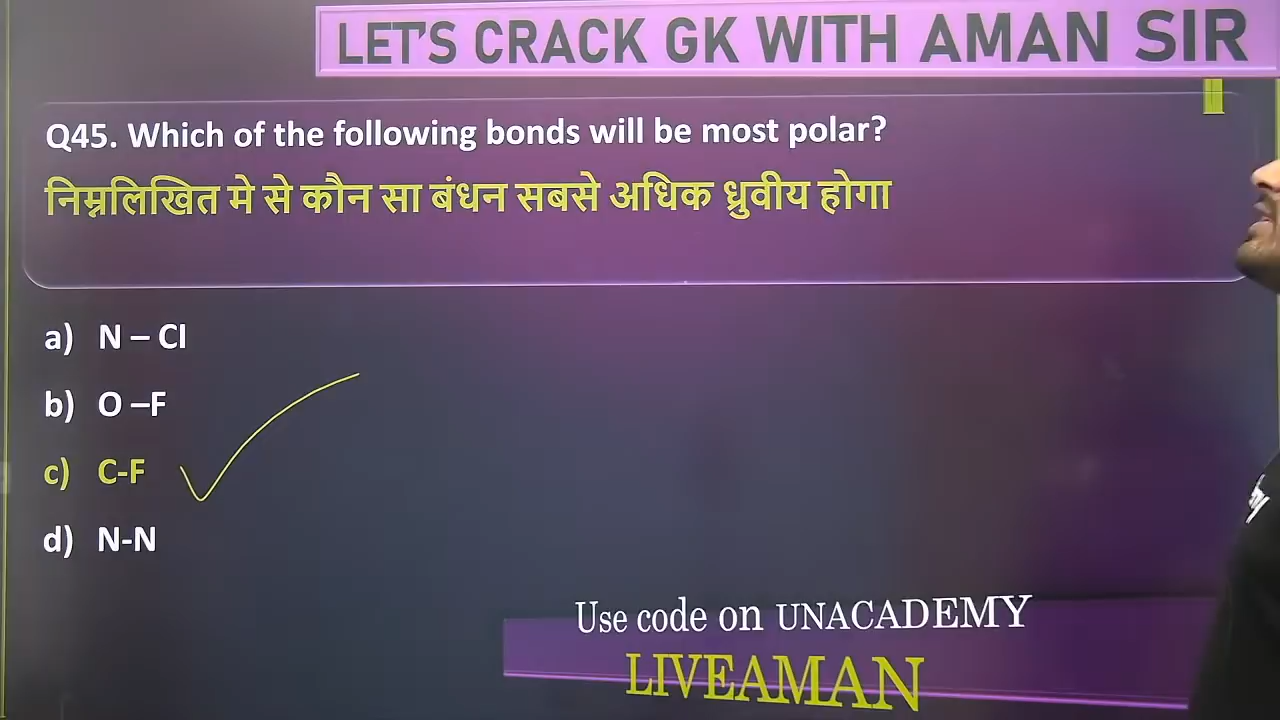 LET'S CRACK GK WITH AMAN SIR
Q45. Which of the following bonds will be most polar?
निम्नलिखित मे से कौन सा बंधन सबसे अधिक ध्रुवीय होगा
a) N – Cl
b) O –F
c) C-F
d) N-N
Use code on UNACADEMY
LIVEAMAN